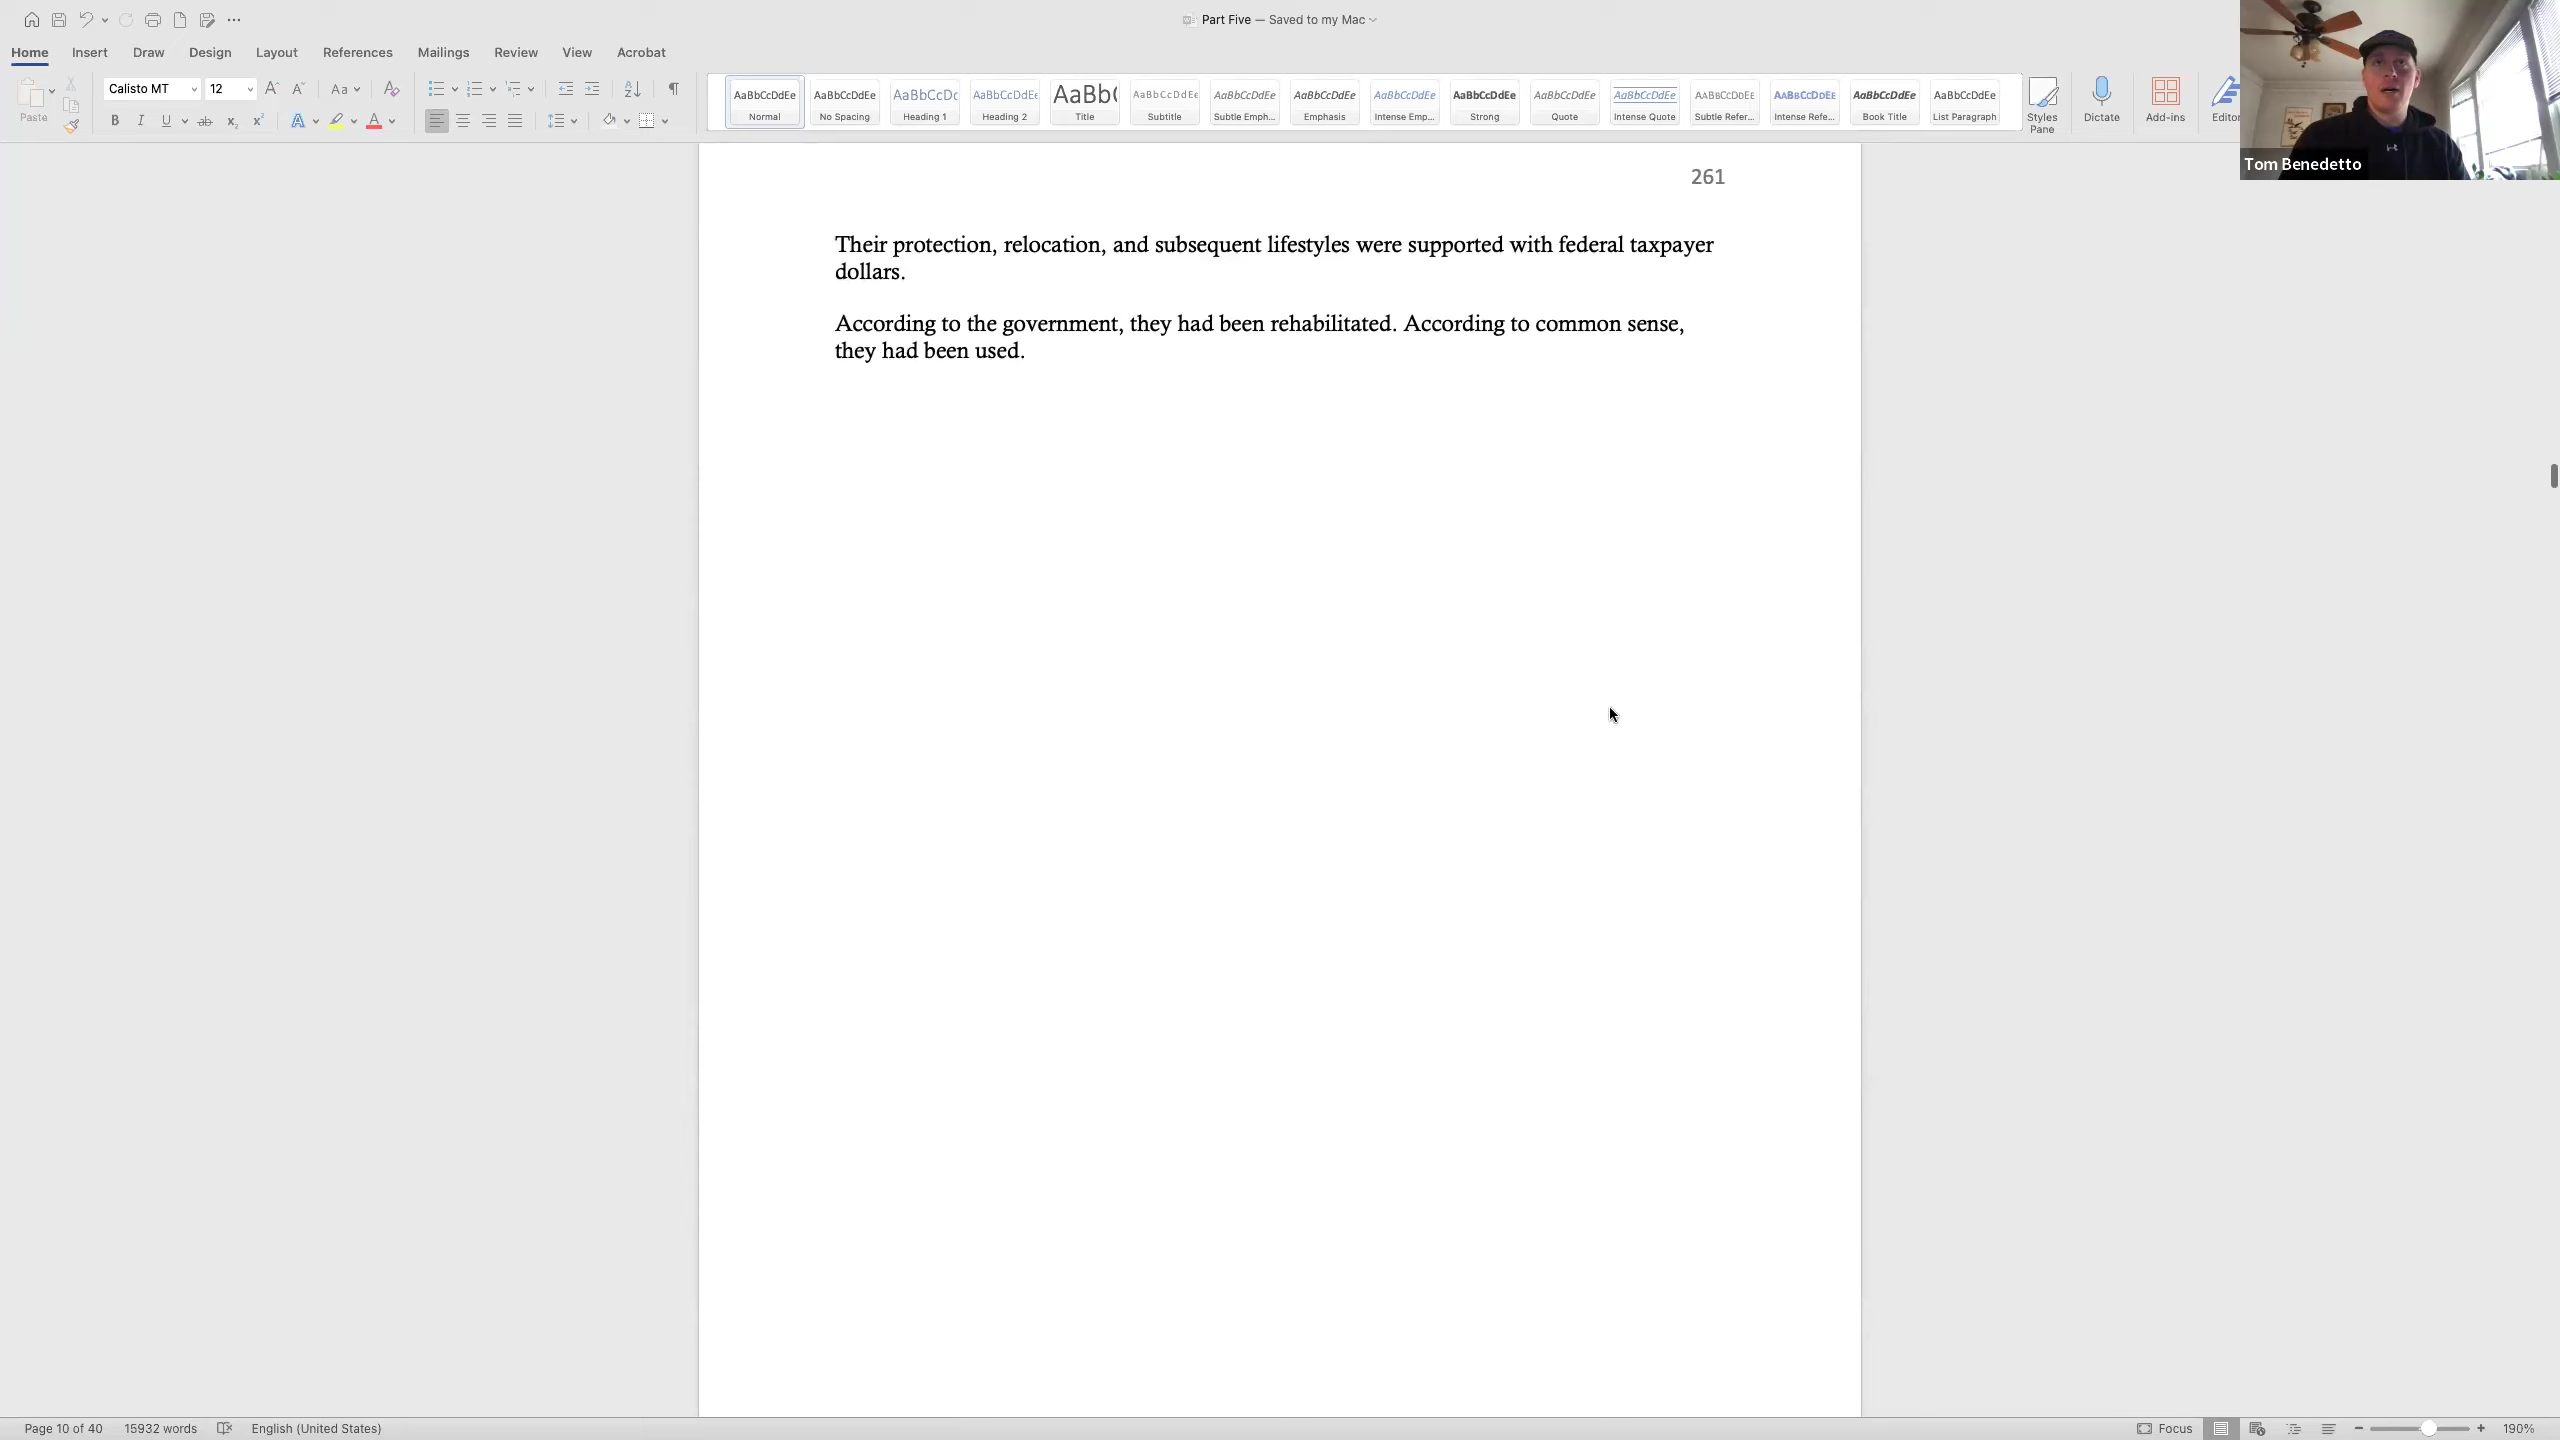 Part Five — Saved to my Mac
Home Insert Draw Design Layout References Mailings Review View Acrobat
Paste
Calisto MT 12
AaBbCcDdEe Normal
AaBbCcDdEe No Spacing
AaBbCcDc Heading 1
AaBbCcDdEe Heading 2
AaBb( Title
AaBbCcDdEe Subtitle
AaBbCcDdEe Subtle Emph...
AaBbCcDdEe Emphasis
AaBbCcDdEe Intense Emp...
AaBbCcDdEe Strong
AaBbCcDdEe Quote
AaBbCcDdEe Intense Quote
AaBbCcDdEe Subtle Refer...
AaBbCcDdEe Intense Refe...
AaBbCcDdEe Book Title
AaBbCcDdEe List Paragraph
Styles Pane
Dictate
Add-ins
Editor
Tom Benedetto
261
Their protection, relocation, and subsequent lifestyles were supported with federal taxpayer
dollars.
According to the government, they had been rehabilitated. According to common sense,
they had been used.
Page 10 of 40 15932 words English (United States) Focus 190%